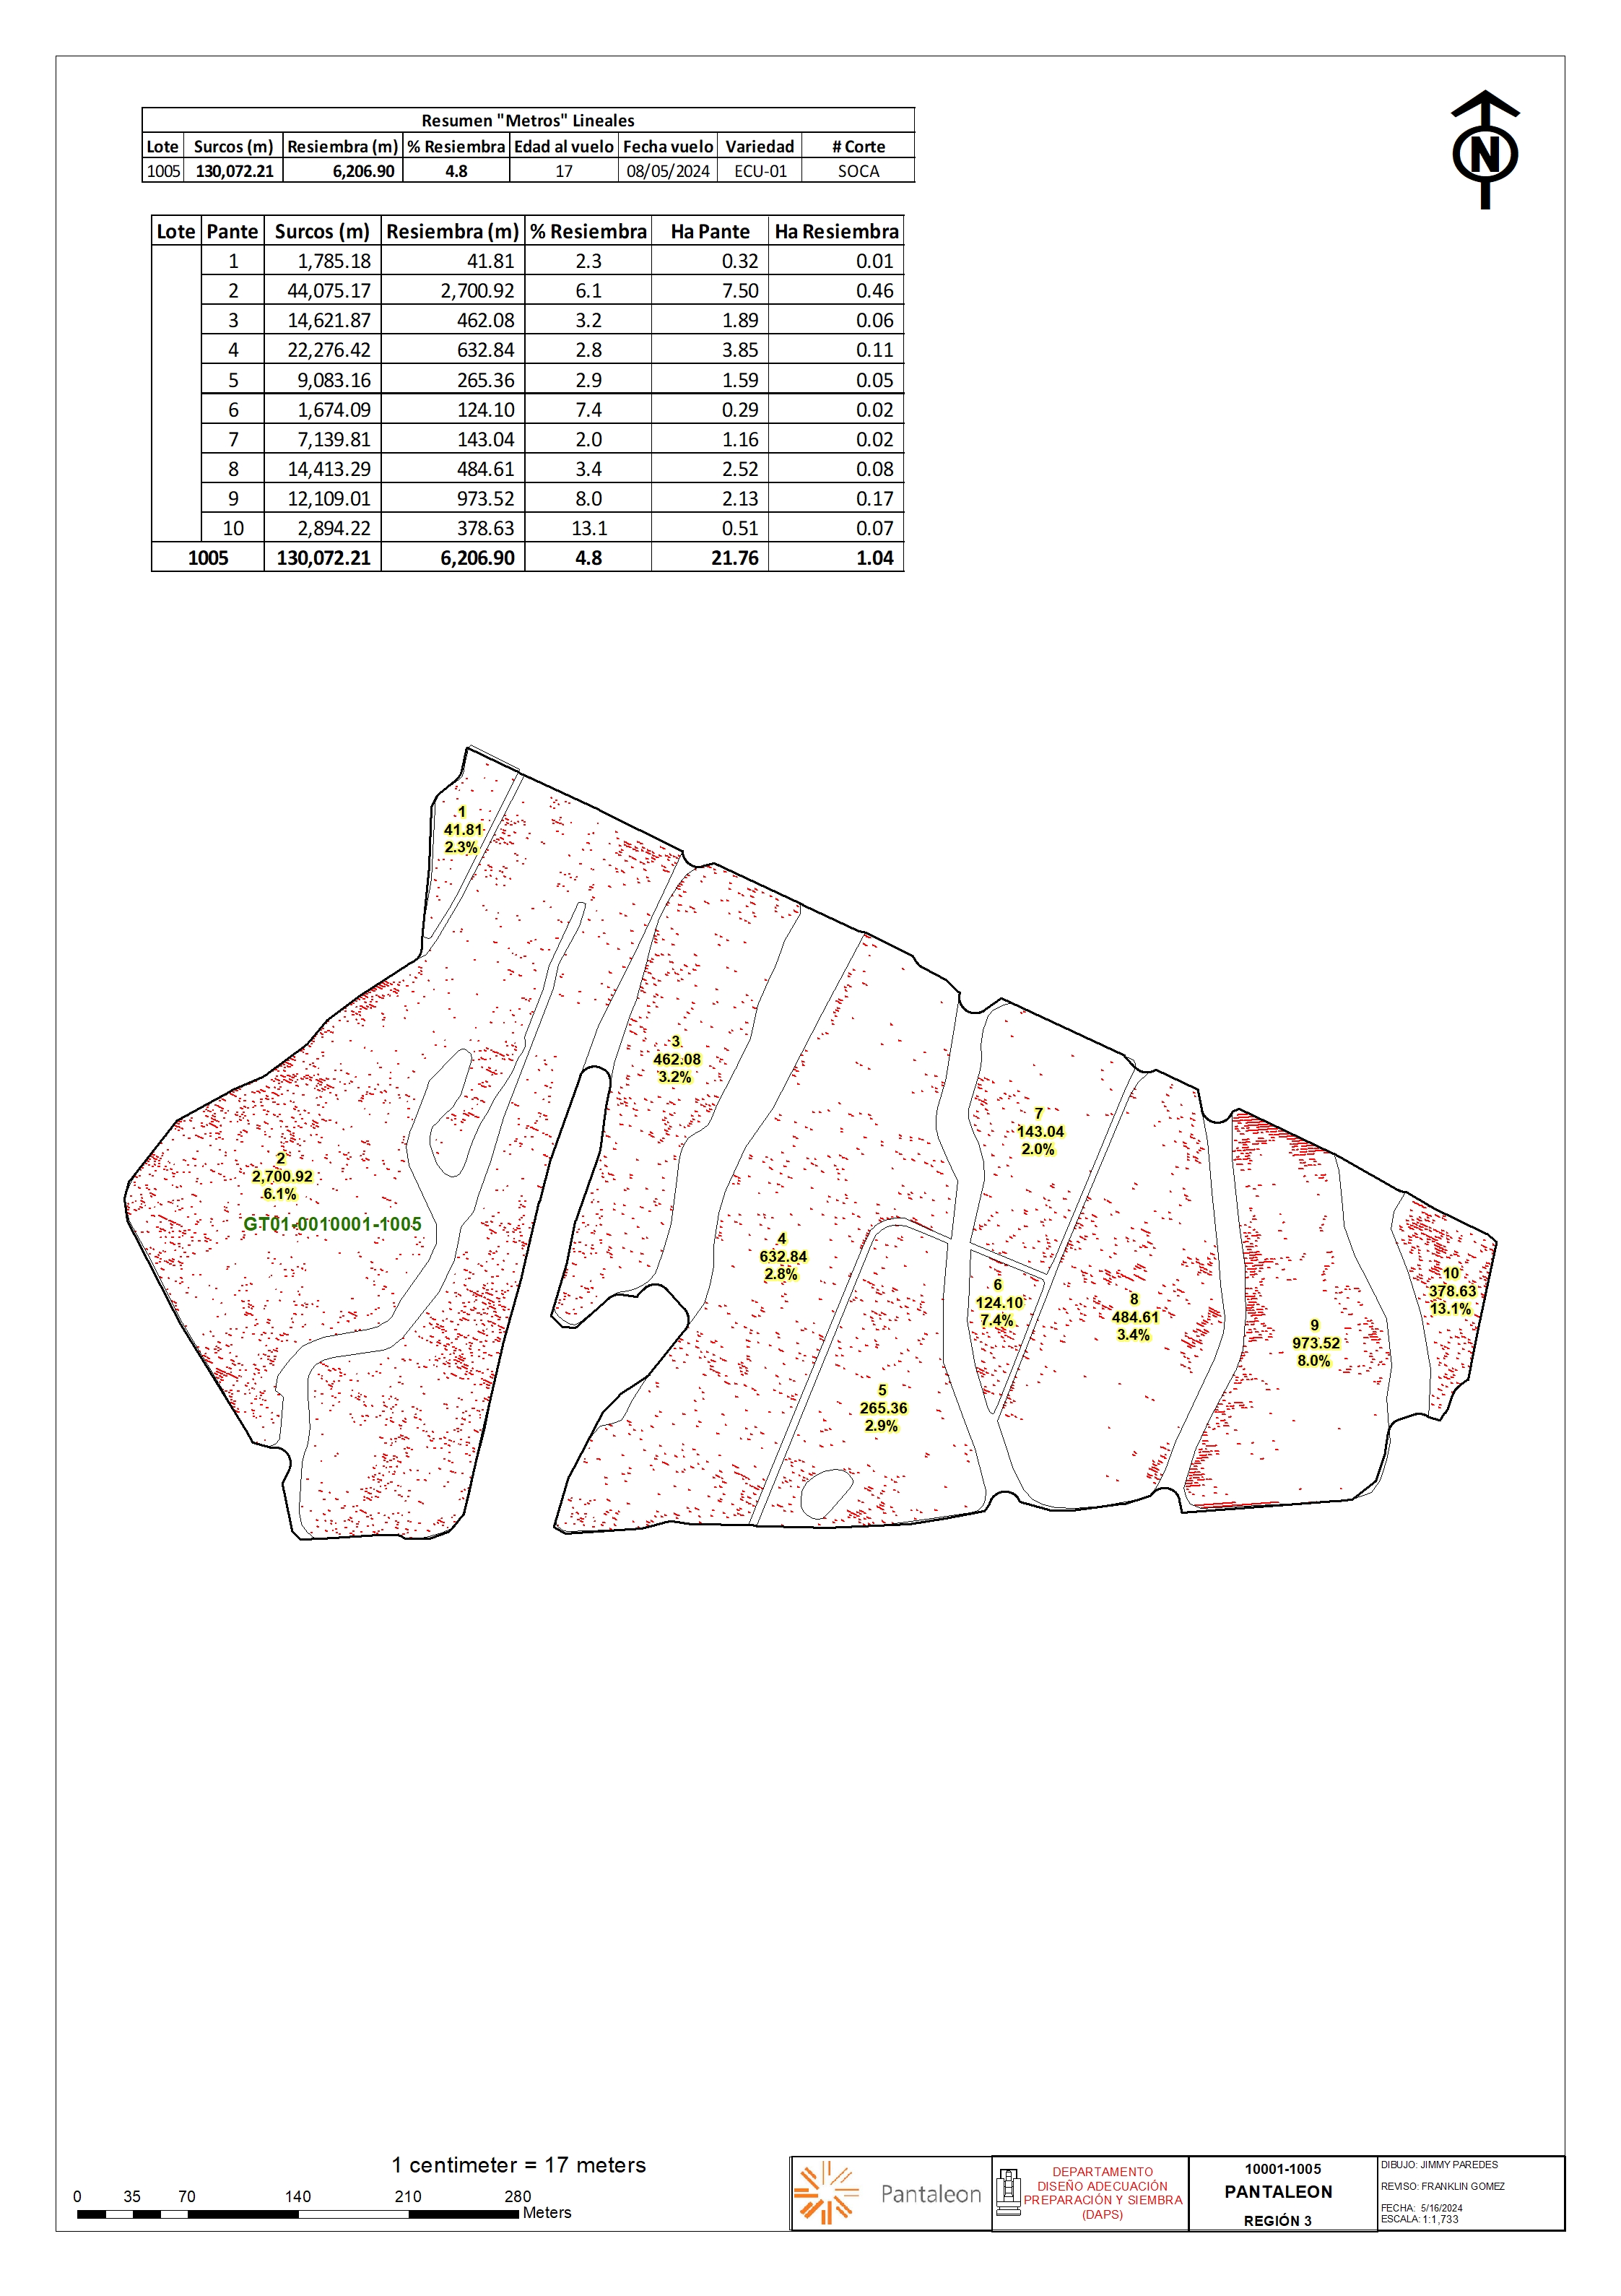 Resumen "Metros" Lineales
Lote Surcos (m) Resiembra (m) % Resiembra Edad al vuelo Fecha vuelo Variedad # Corte
1005 130,072.21 6,206.90 4.8 17 08/05/2024 ECU-01 SOCA
N
Lote Pante Surcos (m) Resiembra (m) % Resiembra Ha Pante Ha Resiembra
1 1,785.18 41.81 2.3 0.32 0.01
2 44,075.17 2,700.92 6.1 7.50 0.46
3 14,621.87 462.08 3.2 1.89 0.06
4 22,276.42 632.84 2.8 3.85 0.11
5 9,083.16 265.36 2.9 1.59 0.05
6 1,674.09 124.10 7.4 0.29 0.02
7 7,139.81 143.04 2.0 1.16 0.02
8 14,413.29 484.61 3.4 2.52 0.08
9 12,109.01 973.52 8.0 2.13 0.17
10 2,894.22 378.63 13.1 0.51 0.07
1005 130,072.21 6,206.90 4.8 21.76 1.04
1
41.81
2.3%
3
462.08
3.2%
7
143.04
2.0%
2
2,700.92
6.1%
GT01-0010001-1005
4
632.84
2.8%
6
124.10
7.4%
8
484.61
3.4%
10
378.63
13.1%
9
973.52
8.0%
5
265.36
2.9%
1 centimeter = 17 meters
0 35 70 140 210 280
Meters
Pantaleon
DEPARTAMENTO
DISEÑO ADECUACIÓN
PREPARACIÓN Y SIEMBRA
(DAPS)
10001-1005
PANTALEON
REGIÓN 3
DIBUJO: JIMMY PAREDES
REVISO: FRANKLIN GOMEZ
FECHA: 5/16/2024
ESCALA: 1:1,733